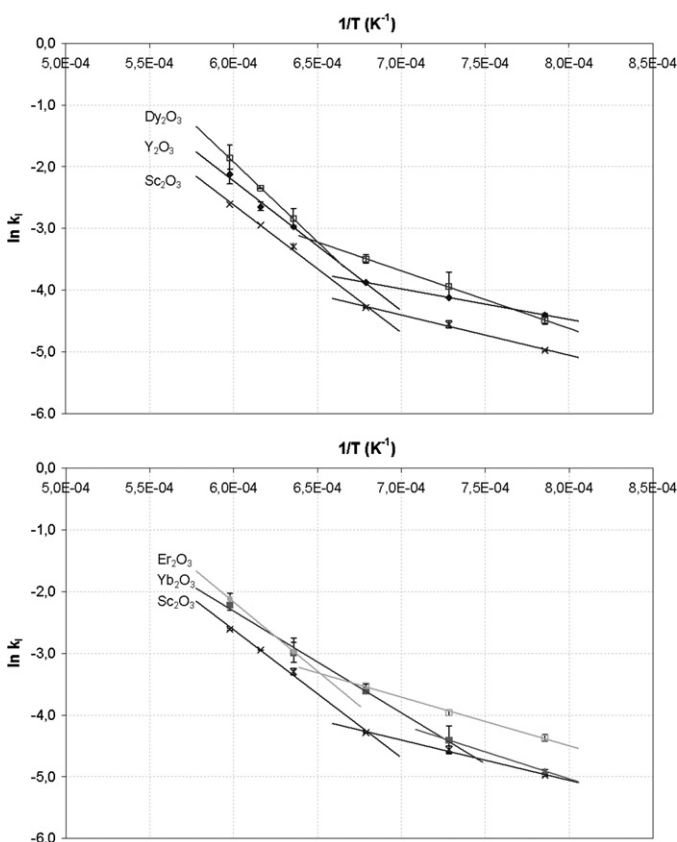 1/T (K⁻¹)
0,0
5,0E-04 5,5E-04 6,0E-04 6,5E-04 7,0E-04 7,5E-04 8,0E-04 8,5E-04
-1,0
Dy₂O₃
Y₂O₃
-2,0
Sc₂O₃
ln kᵢ
-3,0
-4,0
-5,0
-6.0
1/T (K⁻¹)
0,0
5,0E-04 5,5E-04 6,0E-04 6,5E-04 7,0E-04 7,5E-04 8,0E-04 8,5E-04
-1,0
Er₂O₃
Yb₂O₃
-2,0
Sc₂O₃
ln kᵢ
-3,0
-4,0
-5,0
-6.0